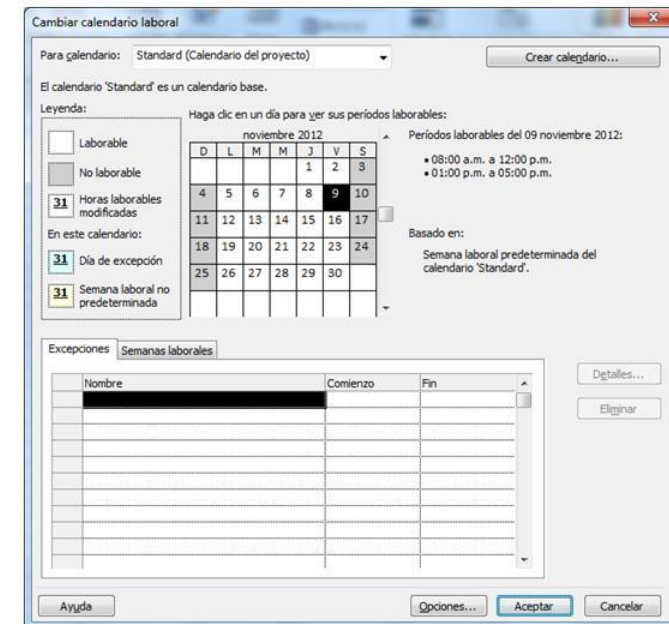 Cambiar calendario laboral
Para calendario: Standard (Calendario del proyecto)
Crear calendario...
El calendario 'Standard' es un calendario base.
Leyenda:
Laborable
No laborable
31 Horas laborables
modificadas
En este calendario:
31 Día de excepción
31 Semana laboral no
predeterminada
Haga clic en un día para ver sus períodos laborables:
noviembre 2012
D L M M J V S
1 2 3
4 5 6 7 8 9 10
11 12 13 14 15 16 17
18 19 20 21 22 23 24
25 26 27 28 29 30
Períodos laborables del 09 noviembre 2012:
• 08:00 a.m. a 12:00 p.m.
• 01:00 p.m. a 05:00 p.m.
Basado en:
Semana laboral predeterminada del
calendario 'Standard'.
Excepciones Semanas laborales
Nombre Comienzo Fin
Detalles...
Eliminar
Ayuda Opciones... Aceptar Cancelar